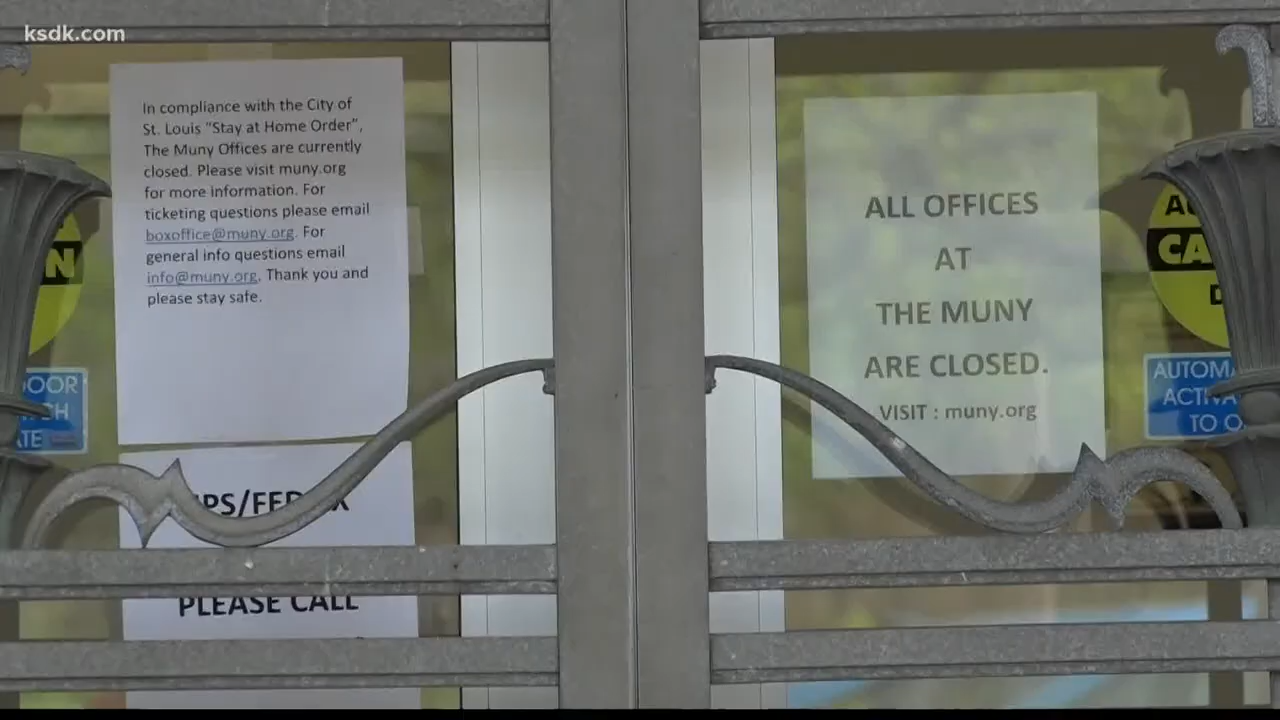 ksdk.com
In compliance with the City of
St. Louis "Stay at Home Order",
The Muny Offices are currently
closed. Please visit muny.org
for more information. For
ticketing questions please email
boxoffice@muny.org. For
general info questions email
info@muny.org. Thank you and
please stay safe.
PLEASE CALL
ALL OFFICES
AT
THE MUNY
ARE CLOSED.
VISIT : muny.org
TO